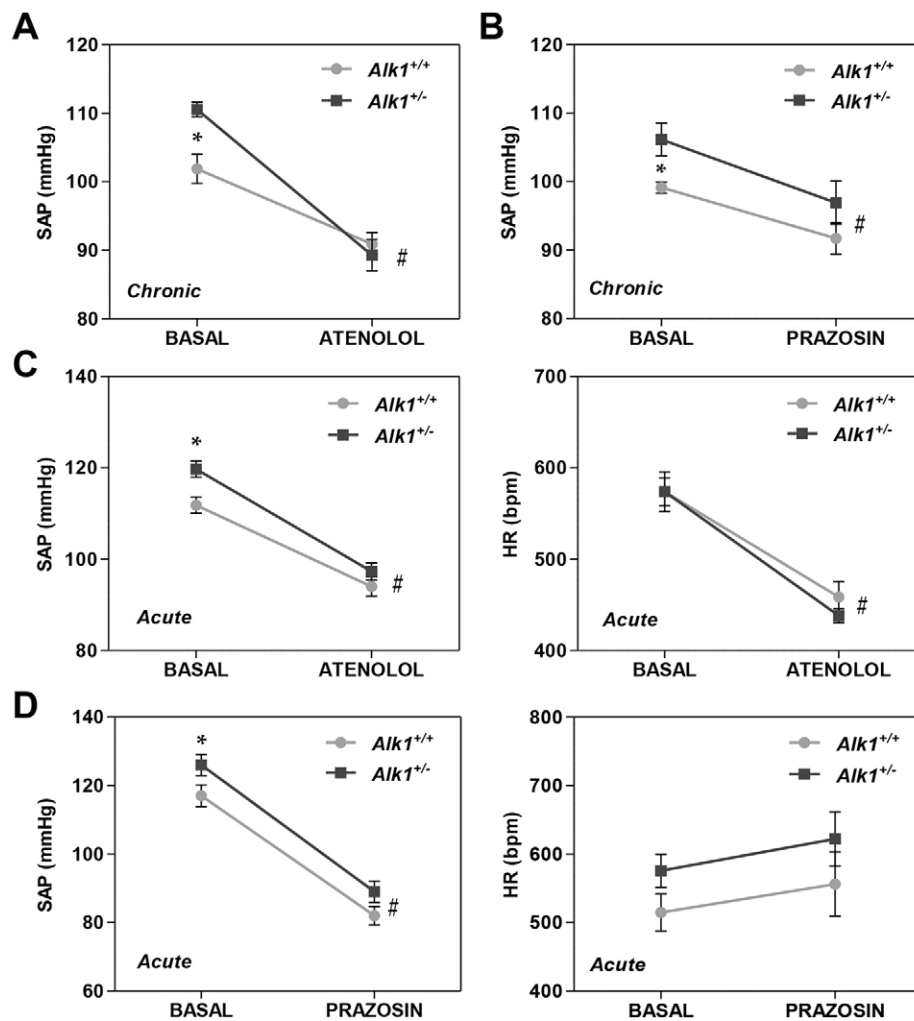 A
B
120
110
100
90
80
SAP (mmHg)
Alk1+/+
Alk1+/-
*
#
Chronic
BASAL
ATENOLOL
120
110
100
90
80
SAP (mmHg)
Alk1+/+
Alk1+/-
*
#
Chronic
BASAL
PRAZOSIN
C
140
120
100
80
SAP (mmHg)
Alk1+/+
Alk1+/-
*
#
Acute
BASAL
ATENOLOL
700
600
500
400
HR (bpm)
Alk1+/+
Alk1+/-
#
Acute
BASAL
ATENOLOL
D
140
120
100
80
60
SAP (mmHg)
Alk1+/+
Alk1+/-
*
#
Acute
BASAL
PRAZOSIN
800
700
600
500
400
HR (bpm)
Alk1+/+
Alk1+/-
Acute
BASAL
PRAZOSIN